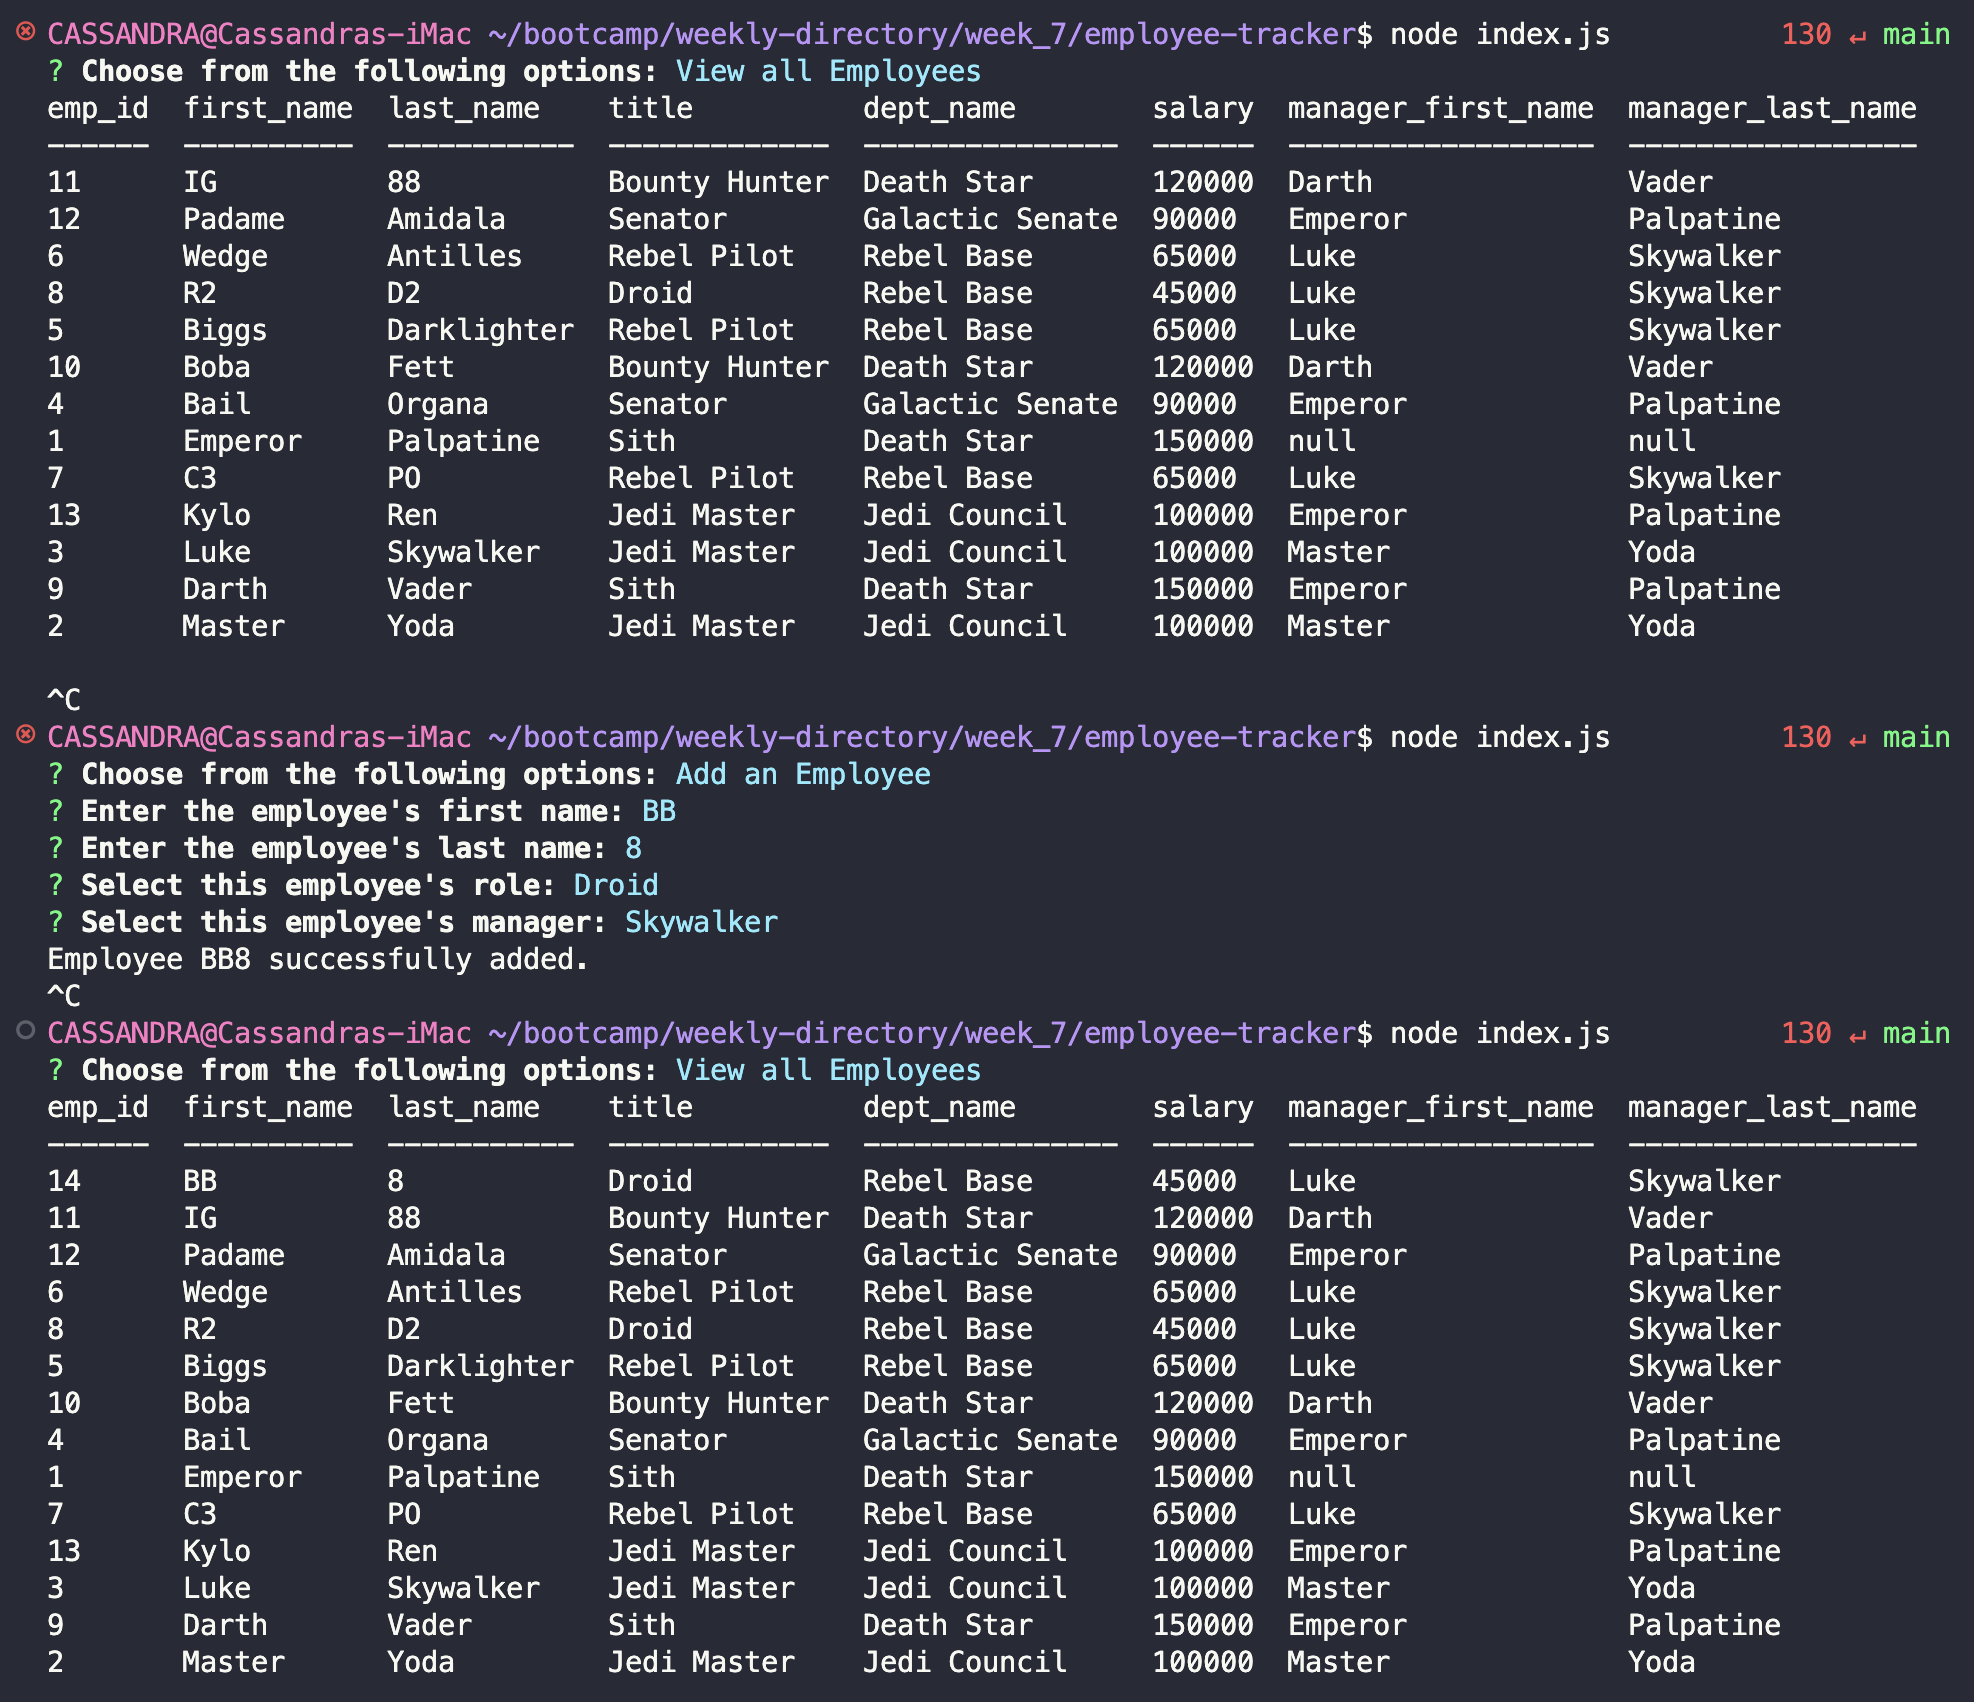 CASSANDRA@Cassandras-iMac ~/bootcamp/weekly-directory/week_7/employee-tracker$ node index.js 130 ↵ main
? Choose from the following options: View all Employees
emp_id  first_name  last_name    title          dept_name        salary  manager_first_name  manager_last_name
------  ----------  -----------  -------------  ---------------  ------  ------------------  -----------------
11      IG          88           Bounty Hunter  Death Star       120000  Darth               Vader
12      Padame      Amidala      Senator        Galactic Senate  90000   Emperor             Palpatine
6       Wedge       Antilles     Rebel Pilot    Rebel Base       65000   Luke                Skywalker
8       R2          D2           Droid          Rebel Base       45000   Luke                Skywalker
5       Biggs       Darklighter  Rebel Pilot    Rebel Base       65000   Luke                Skywalker
10      Boba        Fett         Bounty Hunter  Death Star       120000  Darth               Vader
4       Bail        Organa       Senator        Galactic Senate  90000   Emperor             Palpatine
1       Emperor     Palpatine    Sith           Death Star       150000  null                null
7       C3          PO           Rebel Pilot    Rebel Base       65000   Luke                Skywalker
13      Kylo        Ren          Jedi Master    Jedi Council     100000  Emperor             Palpatine
3       Luke        Skywalker    Jedi Master    Jedi Council     100000  Master              Yoda
9       Darth       Vader        Sith           Death Star       150000  Emperor             Palpatine
2       Master      Yoda         Jedi Master    Jedi Council     100000  Master              Yoda
^C
CASSANDRA@Cassandras-iMac ~/bootcamp/weekly-directory/week_7/employee-tracker$ node index.js 130 ↵ main
? Choose from the following options: Add an Employee
? Enter the employee's first name: BB
? Enter the employee's last name: 8
? Select this employee's role: Droid
? Select this employee's manager: Skywalker
Employee BB8 successfully added.
^C
CASSANDRA@Cassandras-iMac ~/bootcamp/weekly-directory/week_7/employee-tracker$ node index.js 130 ↵ main
? Choose from the following options: View all Employees
emp_id  first_name  last_name    title          dept_name        salary  manager_first_name  manager_last_name
------  ----------  -----------  -------------  ---------------  ------  ------------------  -----------------
14      BB          8            Droid          Rebel Base       45000   Luke                Skywalker
11      IG          88           Bounty Hunter  Death Star       120000  Darth               Vader
12      Padame      Amidala      Senator        Galactic Senate  90000   Emperor             Palpatine
6       Wedge       Antilles     Rebel Pilot    Rebel Base       65000   Luke                Skywalker
8       R2          D2           Droid          Rebel Base       45000   Luke                Skywalker
5       Biggs       Darklighter  Rebel Pilot    Rebel Base       65000   Luke                Skywalker
10      Boba        Fett         Bounty Hunter  Death Star       120000  Darth               Vader
4       Bail        Organa       Senator        Galactic Senate  90000   Emperor             Palpatine
1       Emperor     Palpatine    Sith           Death Star       150000  null                null
7       C3          PO           Rebel Pilot    Rebel Base       65000   Luke                Skywalker
13      Kylo        Ren          Jedi Master    Jedi Council     100000  Emperor             Palpatine
3       Luke        Skywalker    Jedi Master    Jedi Council     100000  Master              Yoda
9       Darth       Vader        Sith           Death Star       150000  Emperor             Palpatine
2       Master      Yoda         Jedi Master    Jedi Council     100000  Master              Yoda